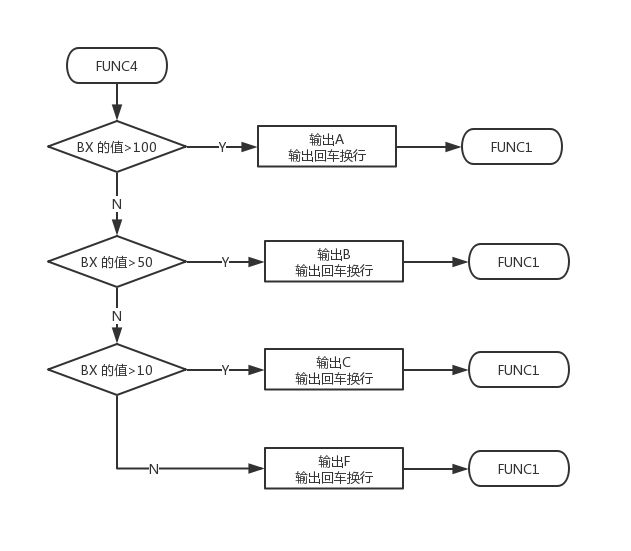 FUNC4
BX 的值>100
Y
输出A
输出回车换行
FUNC1
N
BX 的值>50
Y
输出B
输出回车换行
FUNC1
N
BX 的值>10
Y
输出C
输出回车换行
FUNC1
N
输出F
输出回车换行
FUNC1